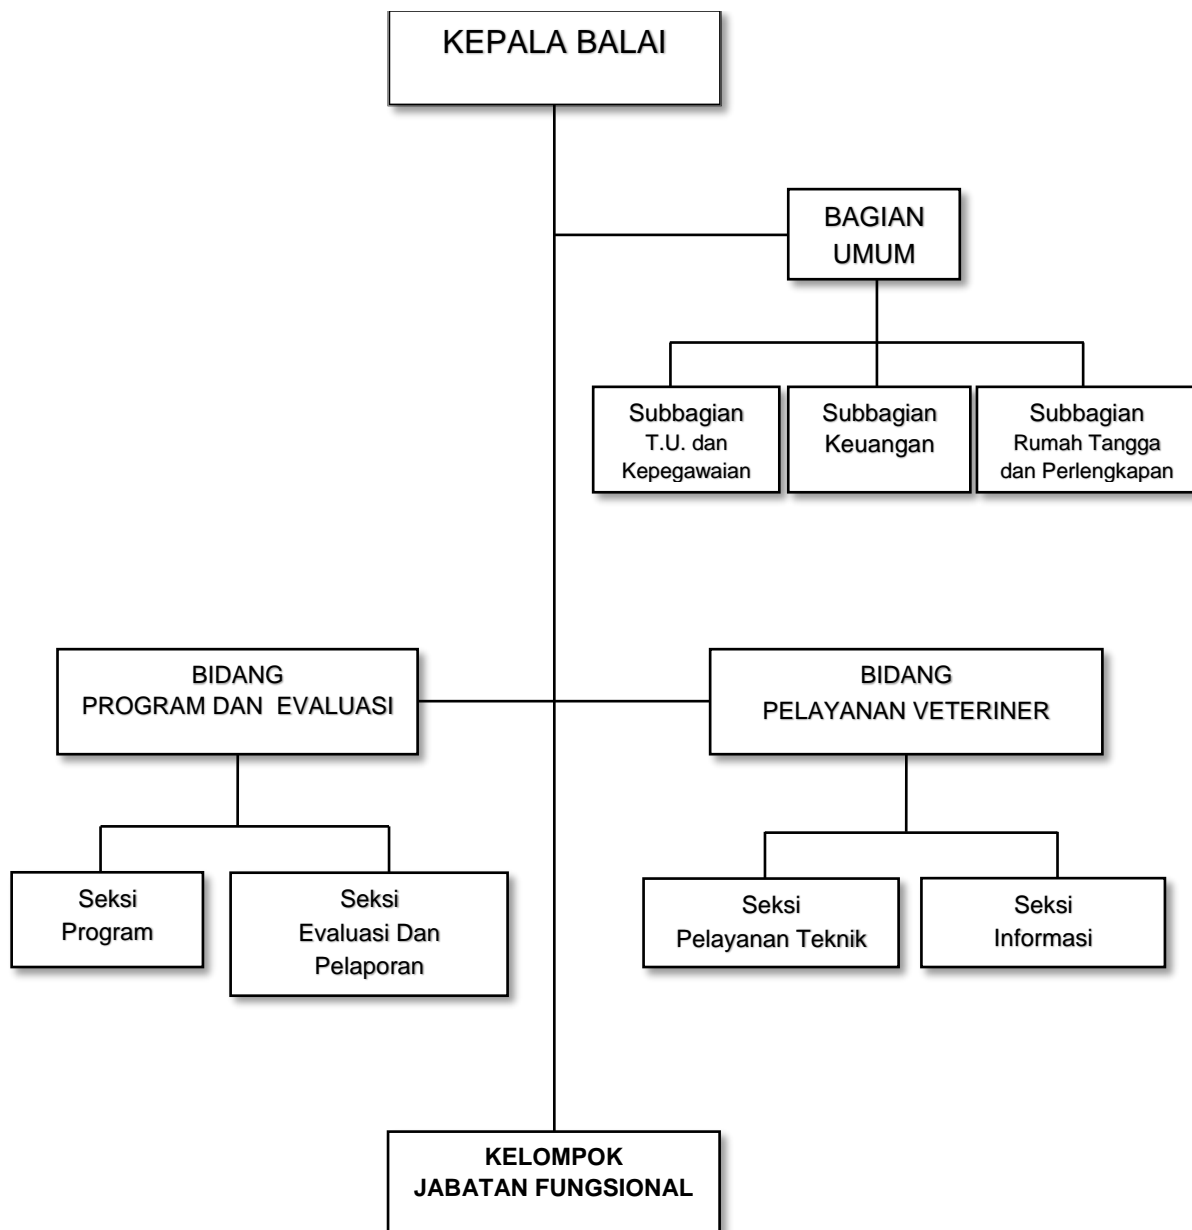 KEPALA BALAI
BAGIAN
UMUM
Subbagian
T.U. dan
Kepegawaian
Subbagian
Keuangan
Subbagian
Rumah Tangga
dan Perlengkapan
BIDANG
PROGRAM DAN EVALUASI
BIDANG
PELAYANAN VETERINER
Seksi
Program
Seksi
Evaluasi Dan
Pelaporan
Seksi
Pelayanan Teknik
Seksi
Informasi
KELOMPOK
JABATAN FUNGSIONAL